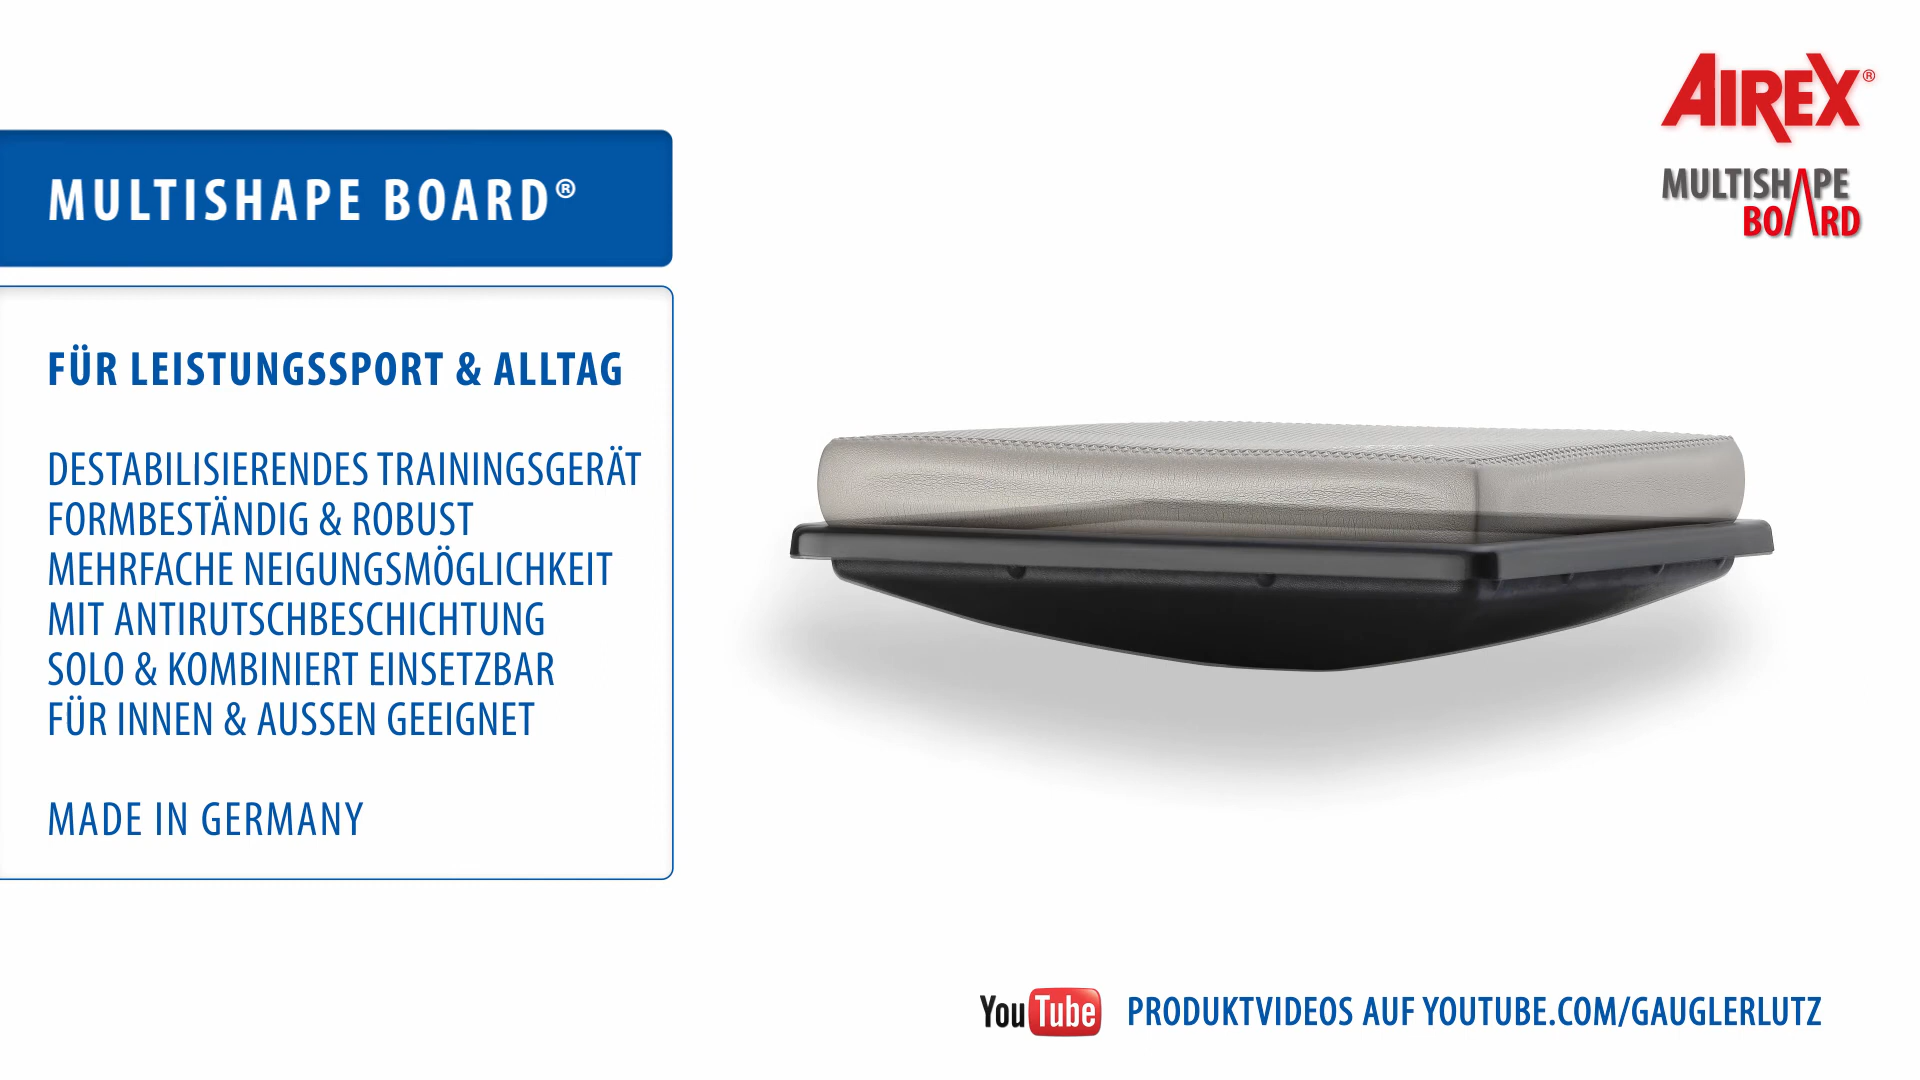 AIREX®
MULTISHAPE
BOARD
MULTISHAPE BOARD®
FÜR LEISTUNGSSPORT & ALLTAG
DESTABILISIERENDES TRAININGSGERÄT
FORMBESTÄNDIG & ROBUST
MEHRFACHE NEIGUNGSMÖGLICHKEIT
MIT ANTIRUTSCHBESCHICHTUNG
SOLO & KOMBINIERT EINSETZBAR
FÜR INNEN & AUSSEN GEEIGNET
MADE IN GERMANY
YouTube PRODUKTVIDEOS AUF YOUTUBE.COM/GAUGLERLUTZ